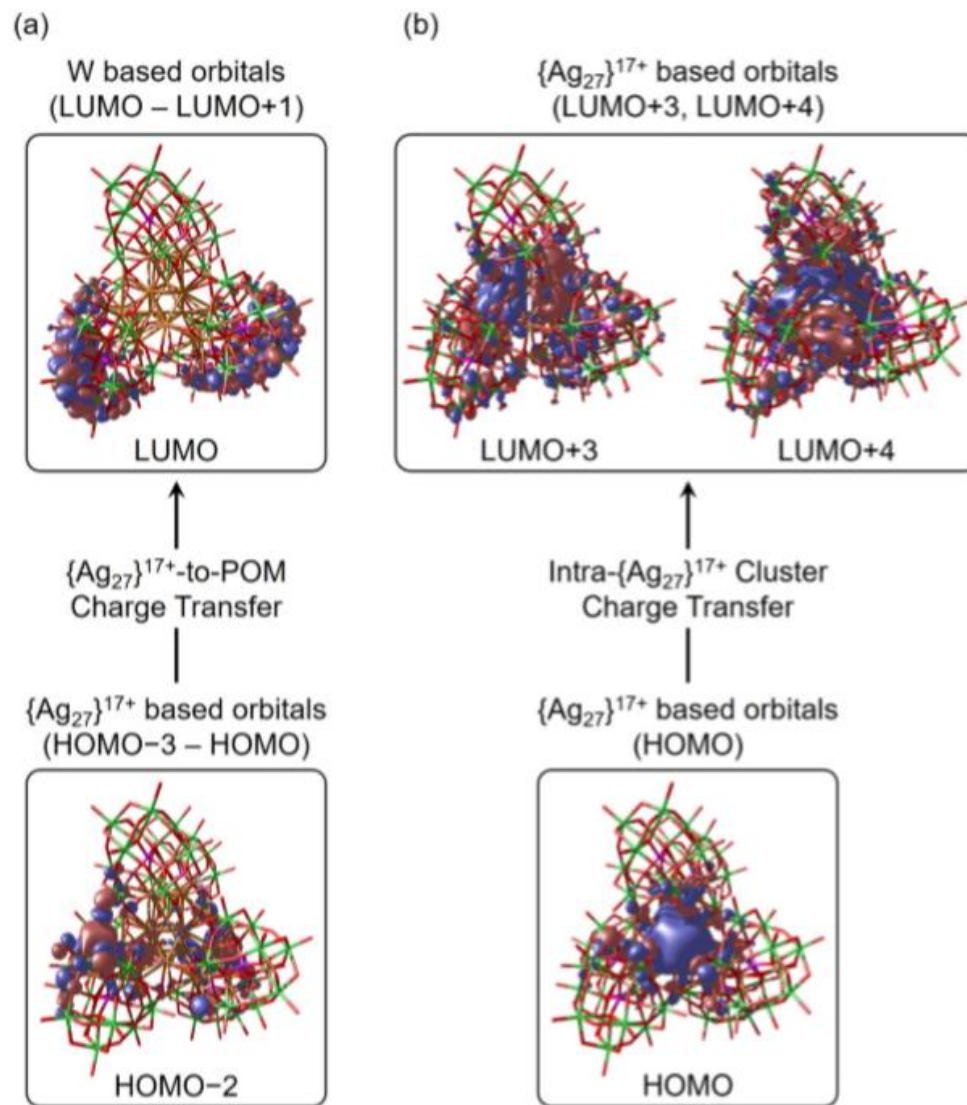 (a)
W based orbitals
(LUMO – LUMO+1)
LUMO
{Ag₂₇}¹⁷⁺-to-POM
Charge Transfer
{Ag₂₇}¹⁷⁺ based orbitals
(HOMO−3 – HOMO)
HOMO−2
(b)
{Ag₂₇}¹⁷⁺ based orbitals
(LUMO+3, LUMO+4)
LUMO+3
LUMO+4
Intra-{Ag₂₇}¹⁷⁺ Cluster
Charge Transfer
{Ag₂₇}¹⁷⁺ based orbitals
(HOMO)
HOMO